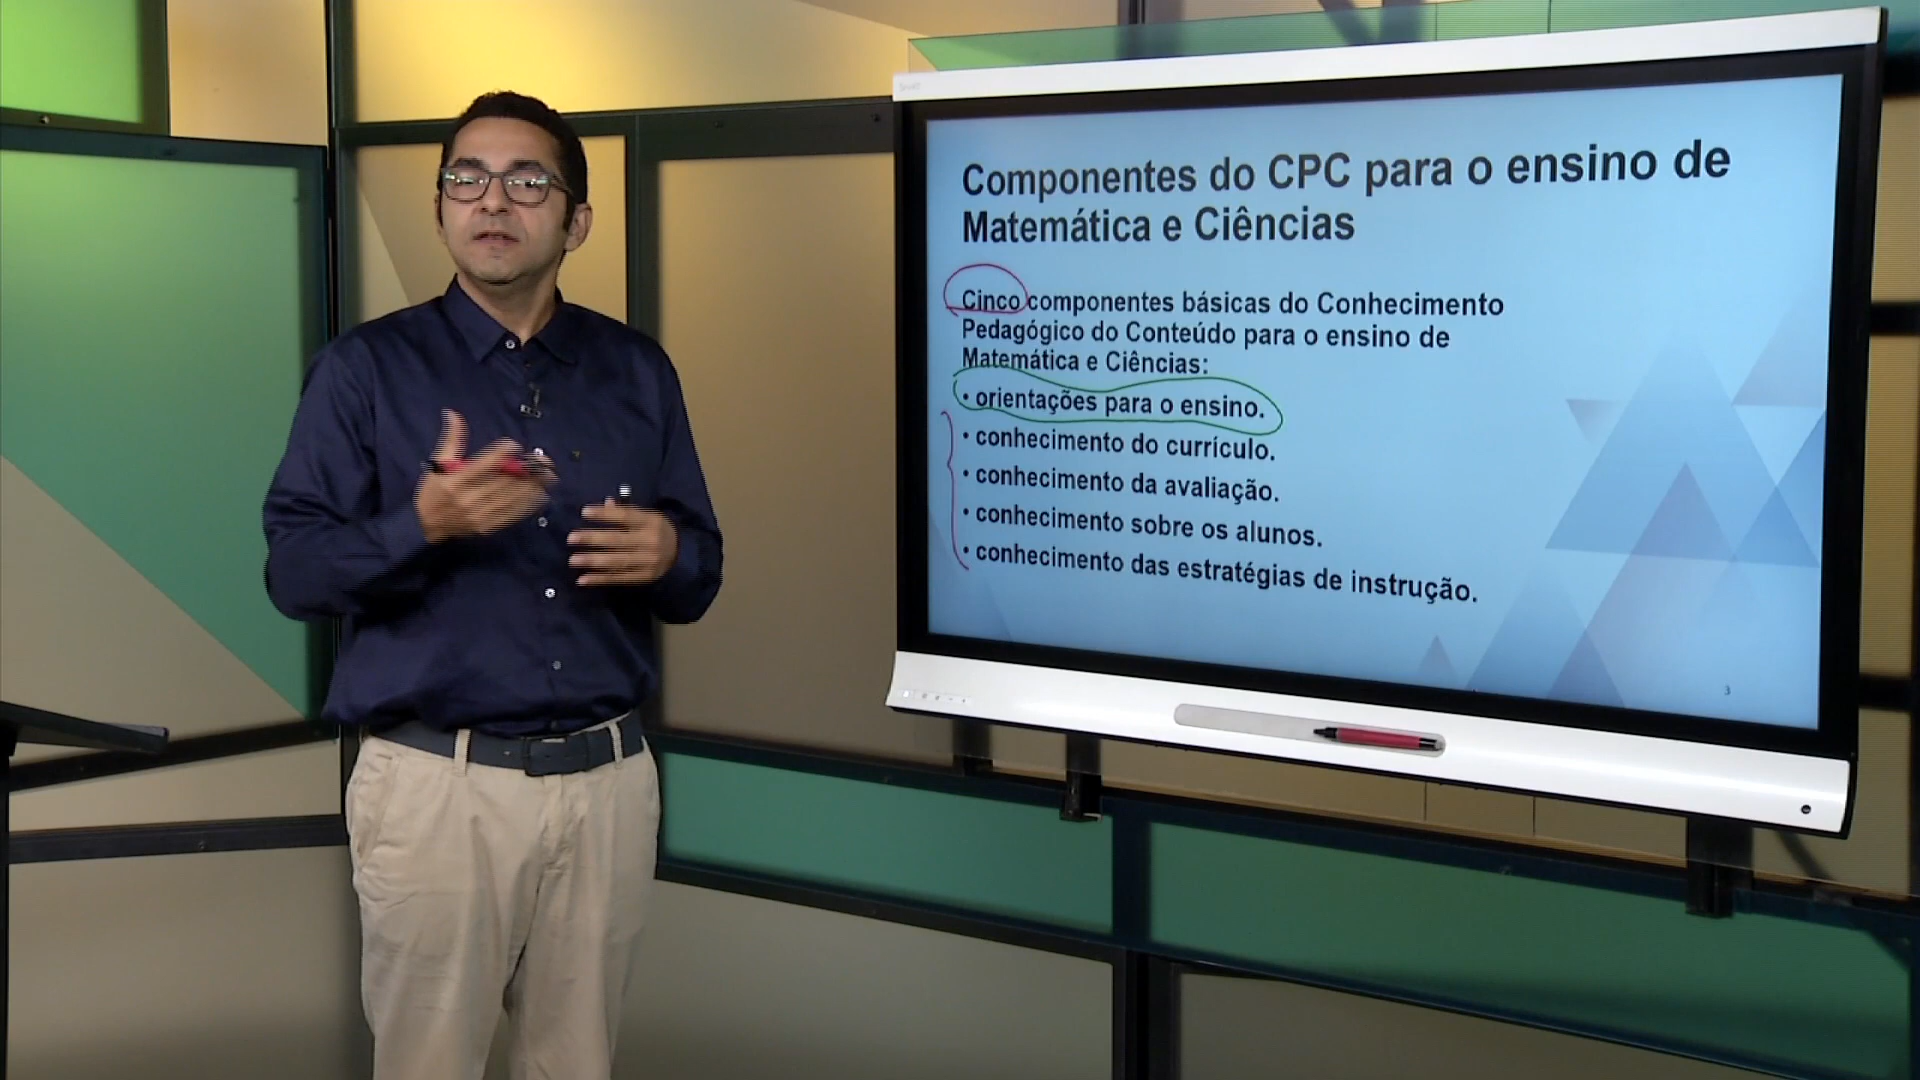 Componentes do CPC para o ensino de
Matemática e Ciências
Cinco componentes básicas do Conhecimento
Pedagógico do Conteúdo para o ensino de
Matemática e Ciências:
• orientações para o ensino.
• conhecimento do currículo.
• conhecimento da avaliação.
• conhecimento sobre os alunos.
• conhecimento das estratégias de instrução.
3